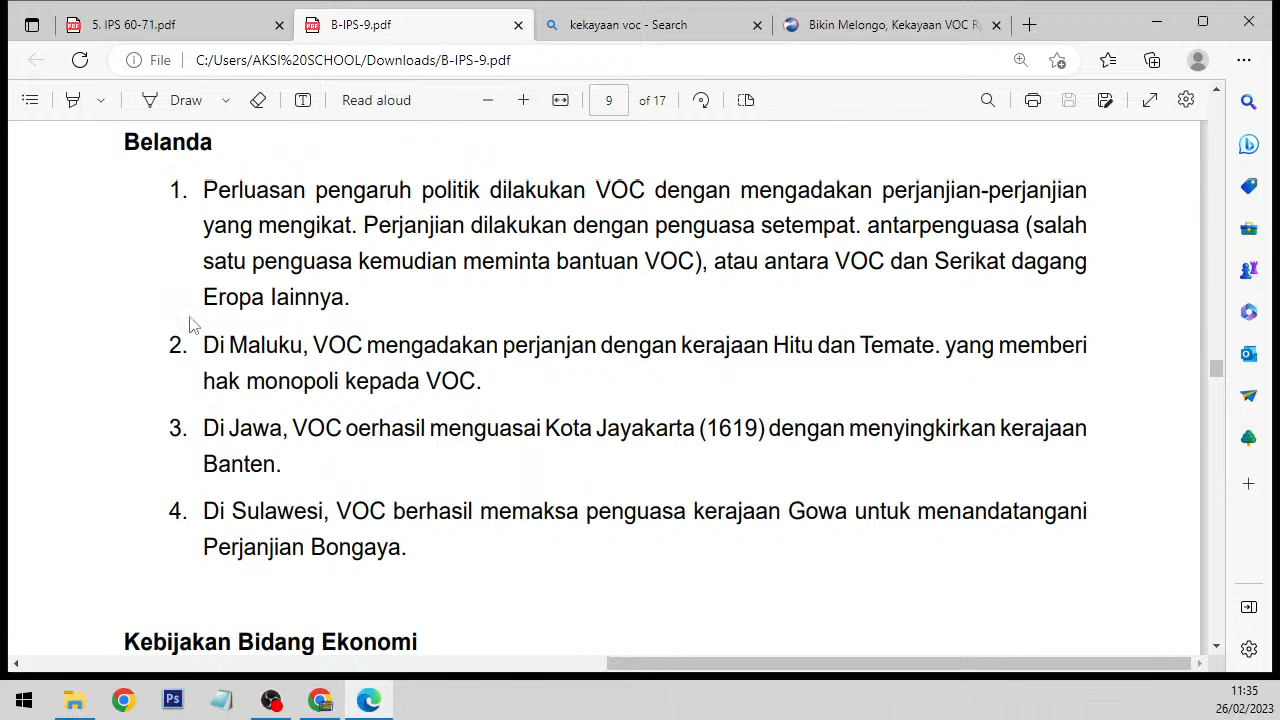 5. IPS 60-71.pdf
B-IPS-9.pdf
kekayaan voc - Search
Bikin Melongo, Kekayaan VOC Rp
File
C:/Users/AKSI%20SCHOOL/Downloads/B-IPS-9.pdf
Draw
Read aloud
9
of 17
Belanda
1. Perluasan pengaruh politik dilakukan VOC dengan mengadakan perjanjian-perjanjian
yang mengikat. Perjanjian dilakukan dengan penguasa setempat. antarpenguasa (salah
satu penguasa kemudian meminta bantuan VOC), atau antara VOC dan Serikat dagang
Eropa lainnya.
2. Di Maluku, VOC mengadakan perjanjan dengan kerajaan Hitu dan Temate. yang memberi
hak monopoli kepada VOC.
3. Di Jawa, VOC oerhasil menguasai Kota Jayakarta (1619) dengan menyingkirkan kerajaan
Banten.
4. Di Sulawesi, VOC berhasil memaksa penguasa kerajaan Gowa untuk menandatangani
Perjanjian Bongaya.
Kebijakan Bidang Ekonomi
Ps
11:35
26/02/2023